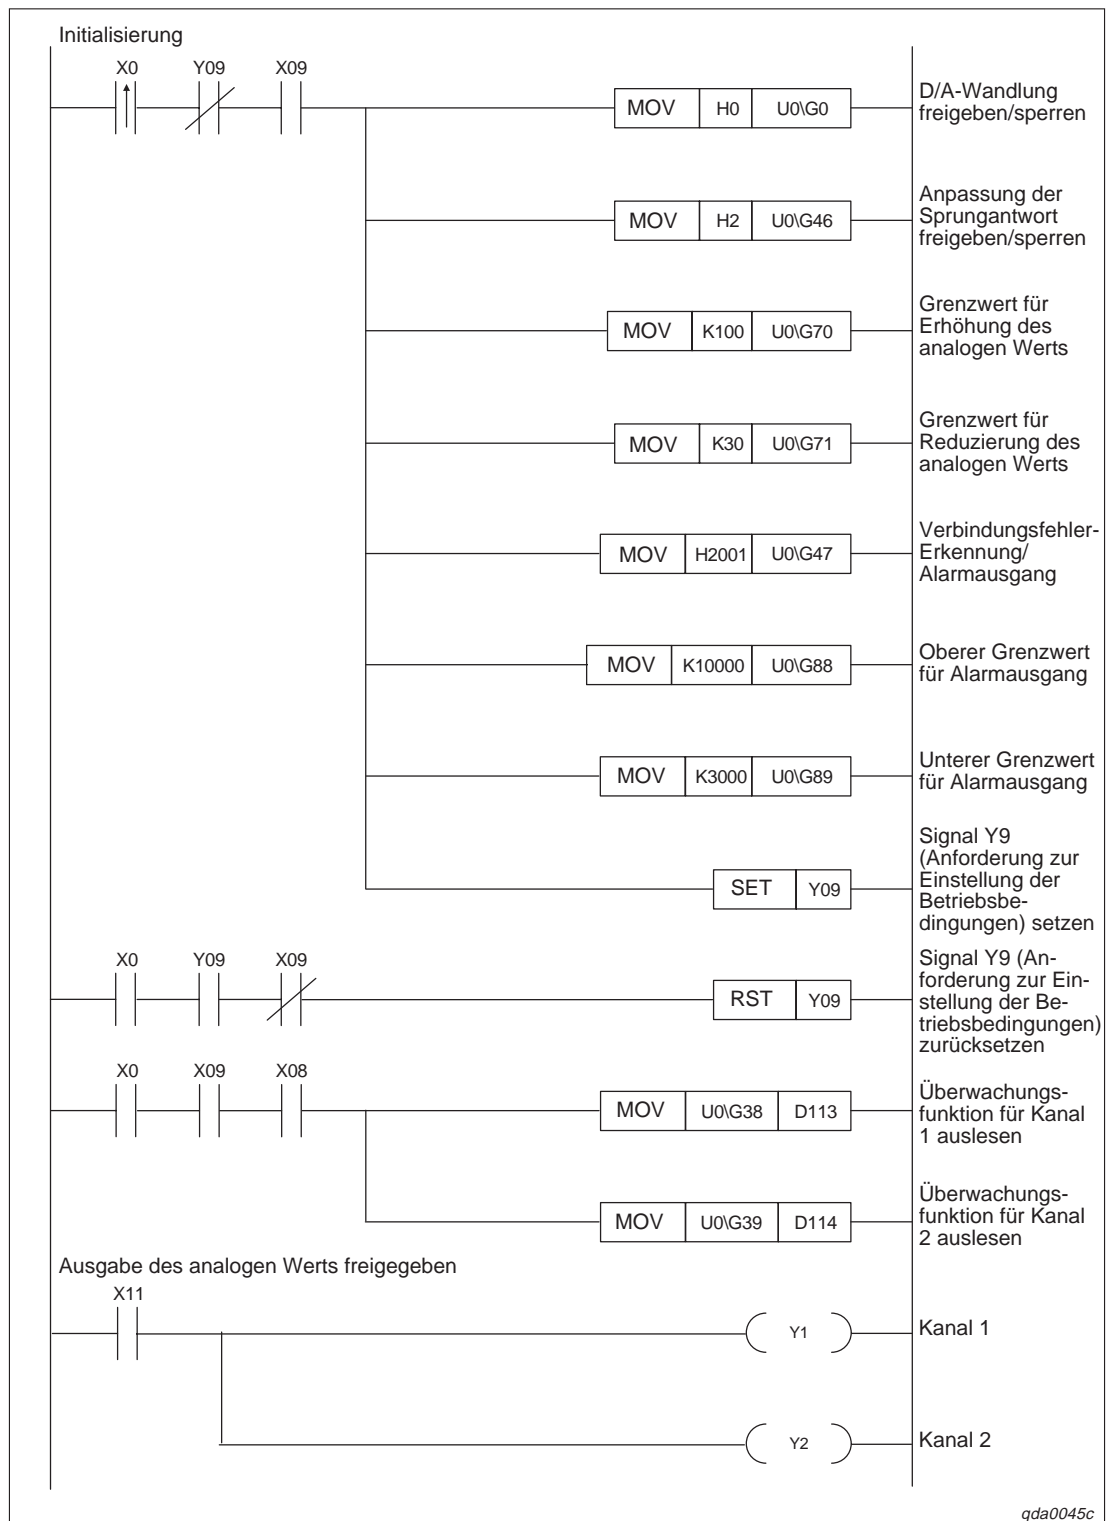 Initialisierung
X0 Y09 X09
MOV H0 U0\G0
D/A-Wandlung
freigeben/sperren
MOV H2 U0\G46
Anpassung der
Sprungantwort
freigeben/sperren
MOV K100 U0\G70
Grenzwert für
Erhöhung des
analogen Werts
MOV K30 U0\G71
Grenzwert für
Reduzierung des
analogen Werts
MOV H2001 U0\G47
Verbindungsfehler-
Erkennung/
Alarmausgang
MOV K10000 U0\G88
Oberer Grenzwert
für Alarmausgang
MOV K3000 U0\G89
Unterer Grenzwert
für Alarmausgang
SET Y09
Signal Y9
(Anforderung zur
Einstellung der
Betriebsbe-
dingungen) setzen
X0 Y09 X09
RST Y09
Signal Y9 (An-
forderung zur Ein-
stellung der Be-
triebsbedingungen)
zurücksetzen
X0 X09 X08
MOV U0\G38 D113
Überwachungs-
funktion für Kanal
1 auslesen
MOV U0\G39 D114
Überwachungs-
funktion für Kanal
2 auslesen
Ausgabe des analogen Werts freigegeben
X11
Y1
Kanal 1
Y2
Kanal 2
qda0045c